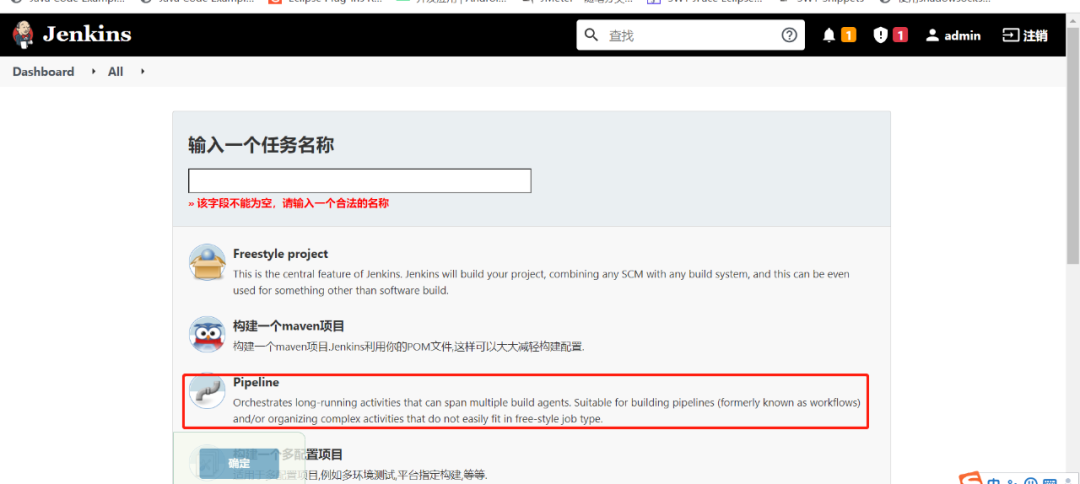 Jenkins
查找
1
1
admin
注销
Dashboard
All
输入一个任务名称
» 该字段不能为空，请输入一个合法的名称
Freestyle project
This is the central feature of Jenkins. Jenkins will build your project, combining any SCM with any build system, and this can be even
used for something other than software build.
构建一个maven项目
构建一个maven项目.Jenkins利用你的POM文件,这样可以大大减轻构建配置.
Pipeline
Orchestrates long-running activities that can span multiple build agents. Suitable for building pipelines (formerly known as workflows)
and/or organizing complex activities that do not easily fit in free-style job type.
构建一个多配置项目
确定
多配置项目,例如多环境测试,平台指定构建,等等.
中